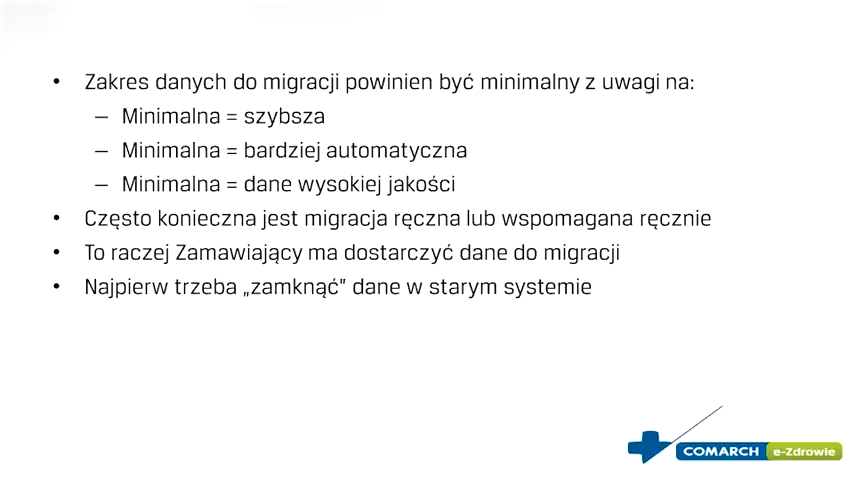 • Zakres danych do migracji powinien być minimalny z uwagi na:
– Minimalna = szybsza
– Minimalna = bardziej automatyczna
– Minimalna = dane wysokiej jakości
• Często konieczna jest migracja ręczna lub wspomagana ręcznie
• To raczej Zamawiający ma dostarczyć dane do migracji
• Najpierw trzeba „zamknąć” dane w starym systemie
COMARCH e-Zdrowie